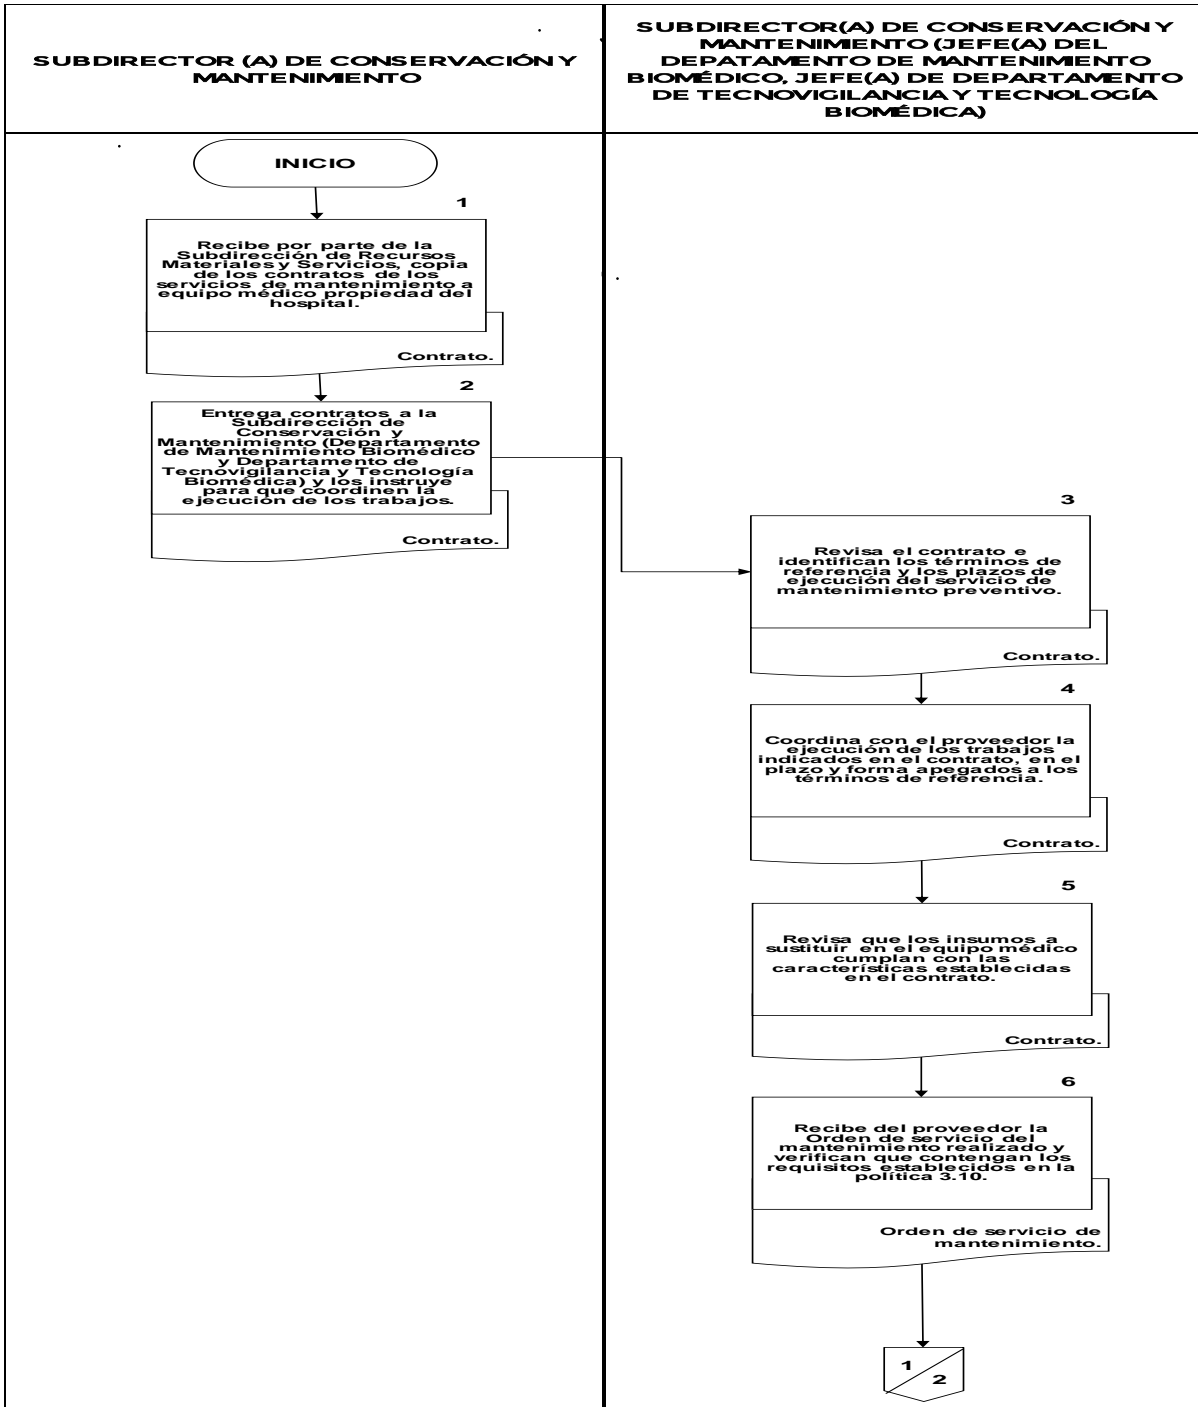 SUBDIRECTOR (A) DE CONSERVACIÓN Y
MANTENIMIENTO
SUBDIRECTOR(A) DE CONSERVACIÓN Y
MANTENIMIENTO (JEFE(A) DEL
DEPATAMENTO DE MANTENIMIENTO
BIOMÉDICO, JEFE(A) DE DEPARTAMENTO
DE TECNOVIGILANCIA Y TECNOLOGÍA
BIOMÉDICA)
INICIO
1
Recibe por parte de la
Subdirección de Recursos
Materiales y Servicios, copia
de los contratos de los
servicios de mantenimiento a
equipo médico propiedad del
hospital.
Contrato.
2
Entrega contratos a la
Subdirección de
Conservación y
Mantenimiento (Departamento
de Mantenimiento Biomédico
y Departamento de
Tecnovigilancia y Tecnología
Biomédica) y los instruye
para que coordinen la
ejecución de los trabajos.
Contrato.
3
Revisa el contrato e
identifican los términos de
referencia y los plazos de
ejecución del servicio de
mantenimiento preventivo.
Contrato.
4
Coordina con el proveedor la
ejecución de los trabajos
indicados en el contrato, en el
plazo y forma apegados a los
términos de referencia.
Contrato.
5
Revisa que los insumos a
sustituir en el equipo médico
cumplan con las
características establecidas
en el contrato.
Contrato.
6
Recibe del proveedor la
Orden de servicio del
mantenimiento realizado y
verifican que contengan los
requisitos establecidos en la
política 3.10.
Orden de servicio de
mantenimiento.
1
2